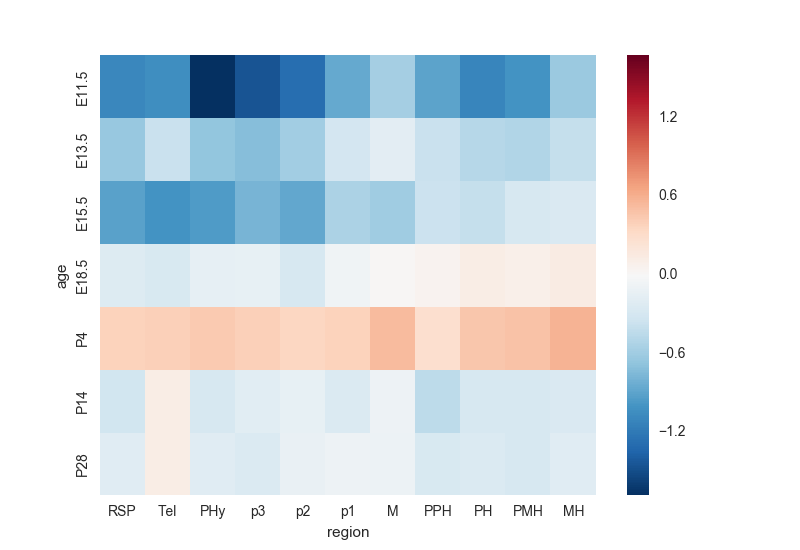 age
E11.5
E13.5
E15.5
E18.5
P4
P14
P28
RSP Tel PHy p3 p2 p1 M PPH PH PMH MH
region
1.2
0.6
0.0
−0.6
−1.2